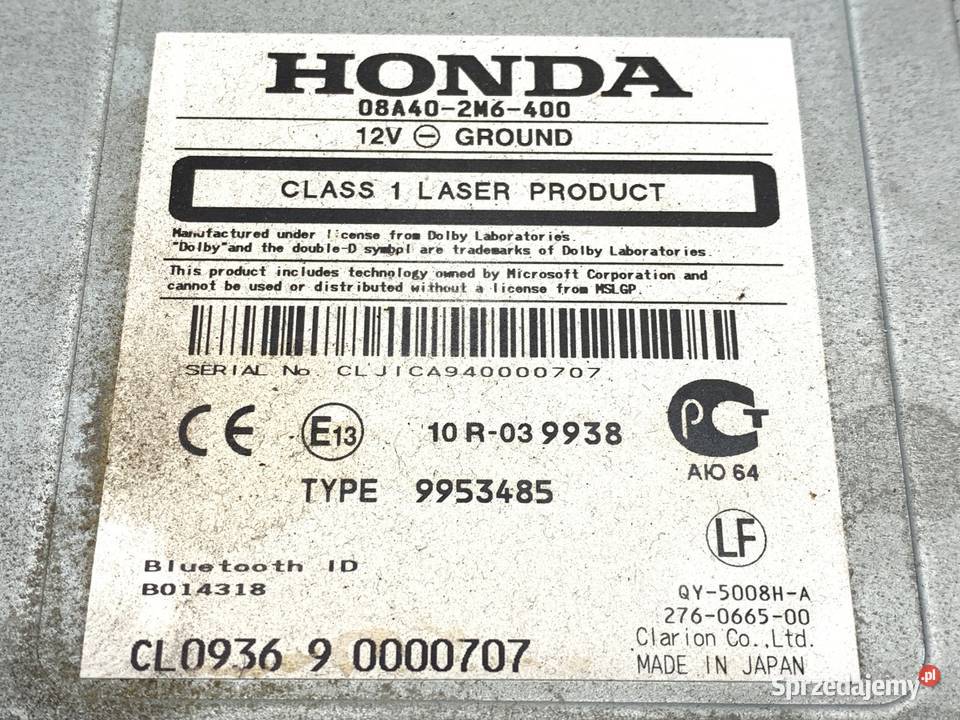 HONDA
08A40-2M6-400
12V ⊖ GROUND
CLASS 1 LASER PRODUCT
Manufactured under license from Dolby Laboratories.
"Dolby"and the double-D symbol are trademarks of Dolby Laboratories.
This product includes technology owned by Microsoft Corporation and
cannot be used or distributed without a license from MSLGP.
SERIAL No CLJICA940000707
CE E13 10 R-03 9938 PCT
АЮ 64
TYPE 9953485
LF
Bluetooth ID
B014318
QY-5008H-A
276-0665-00
Clarion Co.,Ltd.
CL0936 9 0000707
MADE IN JAPAN
Sprzedajemy.pl